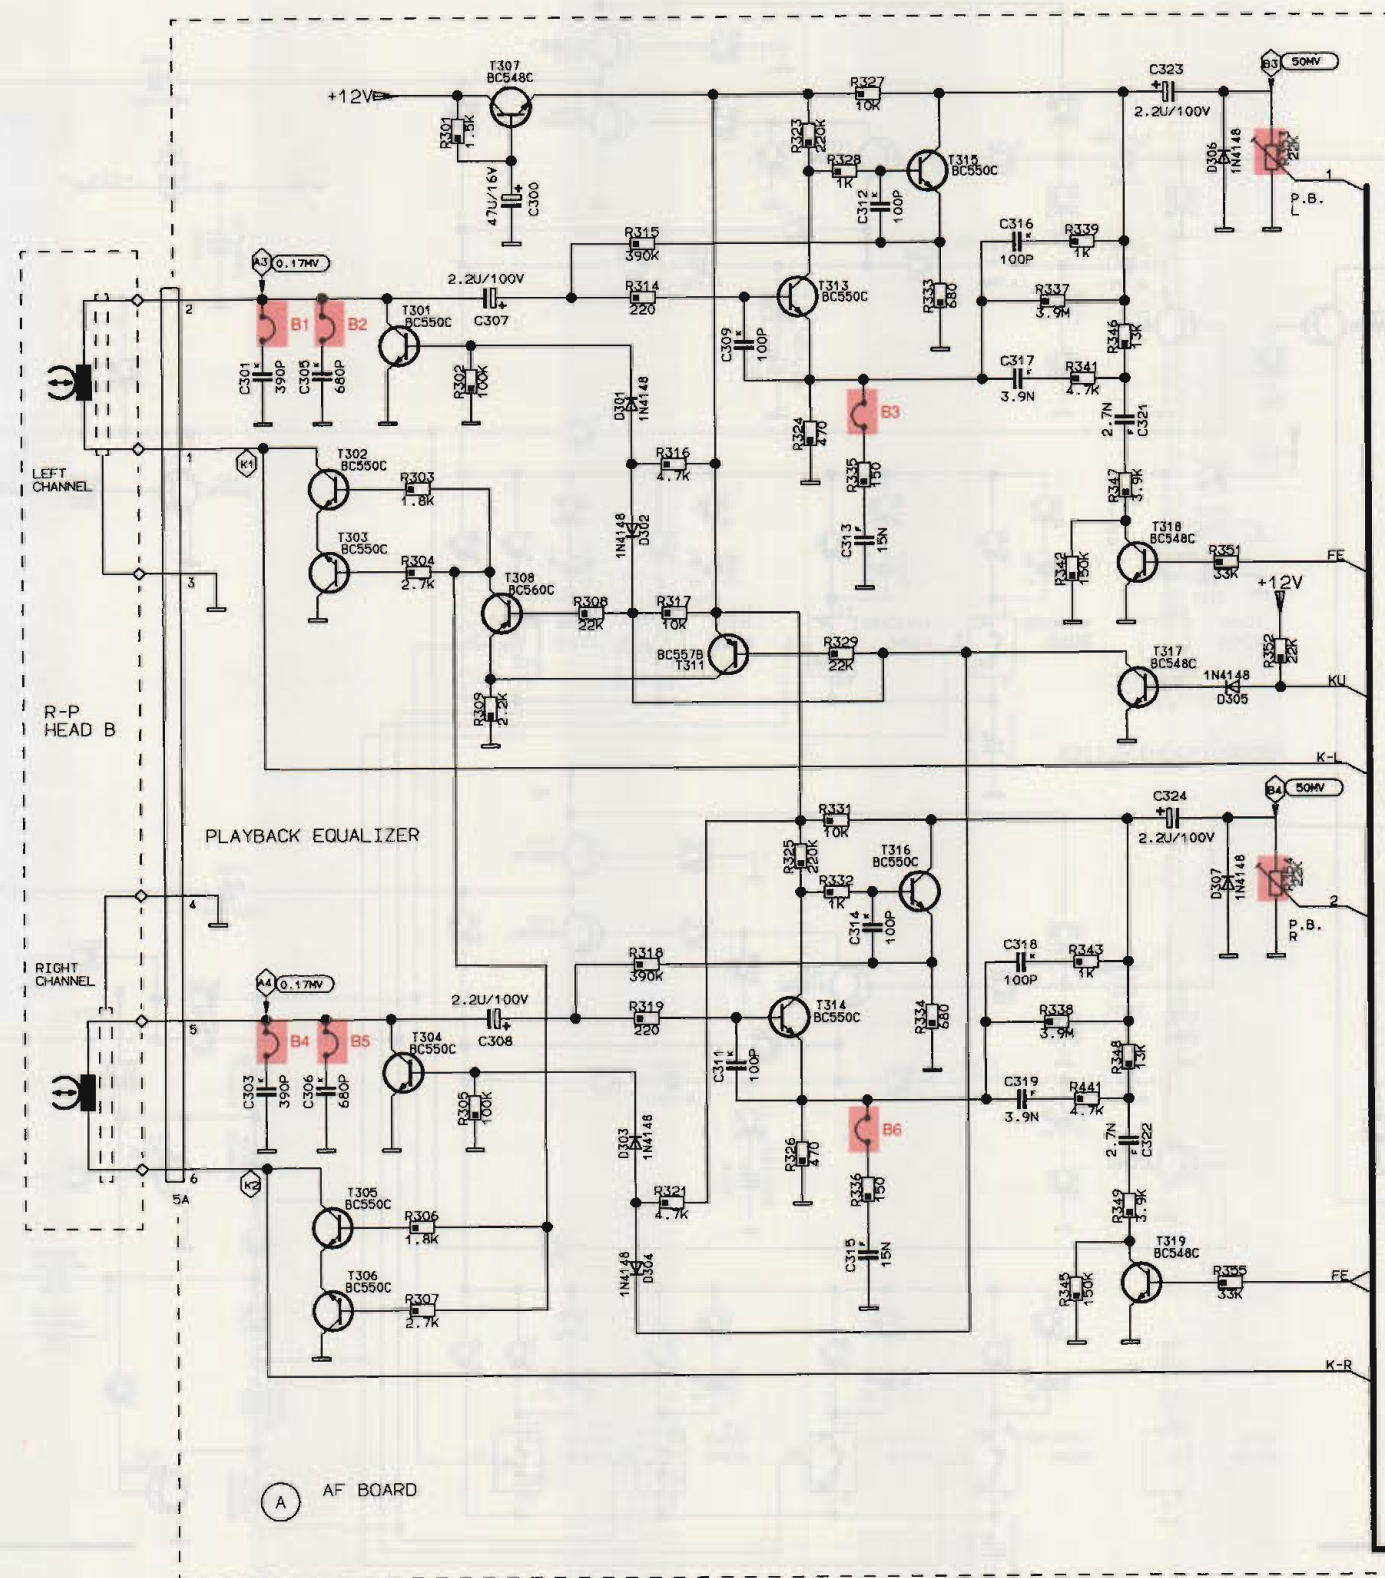 T307
BC548C
+12V
R301
1.5K
47U/16V
C300
R327
10K
R323
220K
R328
1K
T315
BC550C
C312
100P
C323
2.2U/100V
B3
50MV
D306
1N4148
22K
1
P.B.
L
A3
0.17MV
2
B1
B2
C301
390P
C305
680P
T301
BC550C
2.2U/100V
C307
R302
100K
R315
390K
R314
220
C309
100P
T313
BC550C
R333
680
C316
100P
R339
1K
R337
3.9M
R346
13K
C317
3.9N
R341
4.7K
2.7N
C321
D301
1N4148
R324
470
B3
R335
150
C313
15N
R347
3.9K
LEFT
CHANNEL
1
K1
T302
BC550C
R303
1.8K
R316
4.7K
1N4148
D302
T303
BC550C
R304
2.7K
3
T308
BC560C
R308
22K
R317
10K
BC557B
T311
R329
22K
R309
2.2K
T318
BC548C
R342
150K
R351
33K
FE
+12V
R352
22K
T317
BC548C
1N4148
D305
KU
R-P
HEAD B
K-L
PLAYBACK EQUALIZER
R331
10K
R325
220K
R332
1K
T316
BC550C
C314
100P
C324
2.2U/100V
B4
50MV
D307
1N4148
22K
2
P.B.
R
4
RIGHT
CHANNEL
A4
0.17MV
5
B4
B5
C303
390P
C306
680P
T304
BC550C
2.2U/100V
C308
R305
100K
R318
390K
R319
220
C311
100P
T314
BC550C
R334
680
C318
100P
R343
1K
R338
3.9M
R348
13K
C319
3.9N
R441
4.7K
2.7N
C322
D303
1N4148
R326
470
B6
R336
150
C315
15N
R349
3.9K
6
5A
K2
T305
BC550C
R306
1.8K
R321
4.7K
1N4148
D304
T306
BC550C
R307
2.7K
T319
BC548C
R345
150K
R355
33K
FE
K-R
A
AF BOARD